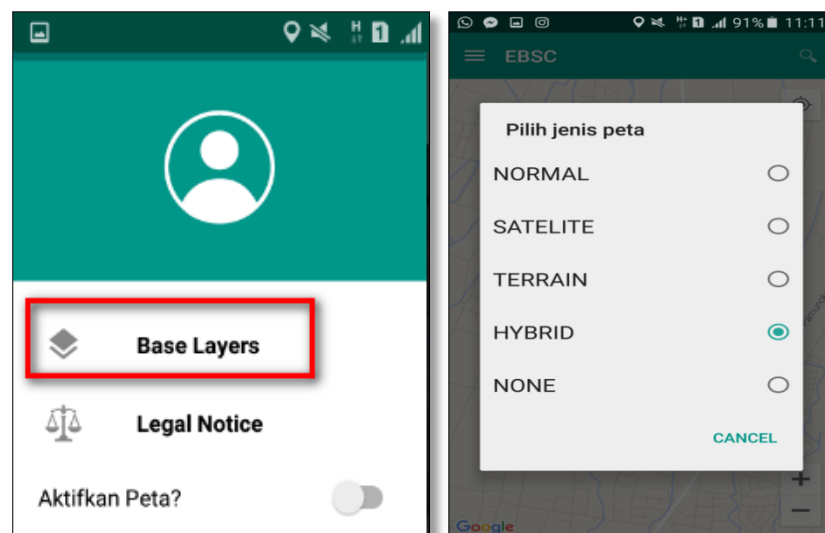 Base Layers
Legal Notice
Aktifkan Peta?
91% 11:11
EBSC
Pilih jenis peta
NORMAL
SATELITE
TERRAIN
HYBRID
NONE
CANCEL
Google